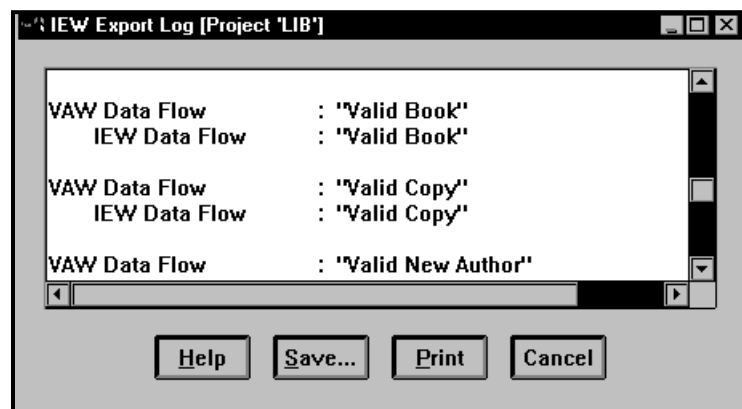 IEW Export Log [Project 'LIB']
VAW Data Flow : "Valid Book"
IEW Data Flow : "Valid Book"
VAW Data Flow : "Valid Copy"
IEW Data Flow : "Valid Copy"
VAW Data Flow : "Valid New Author"
Help Save... Print Cancel